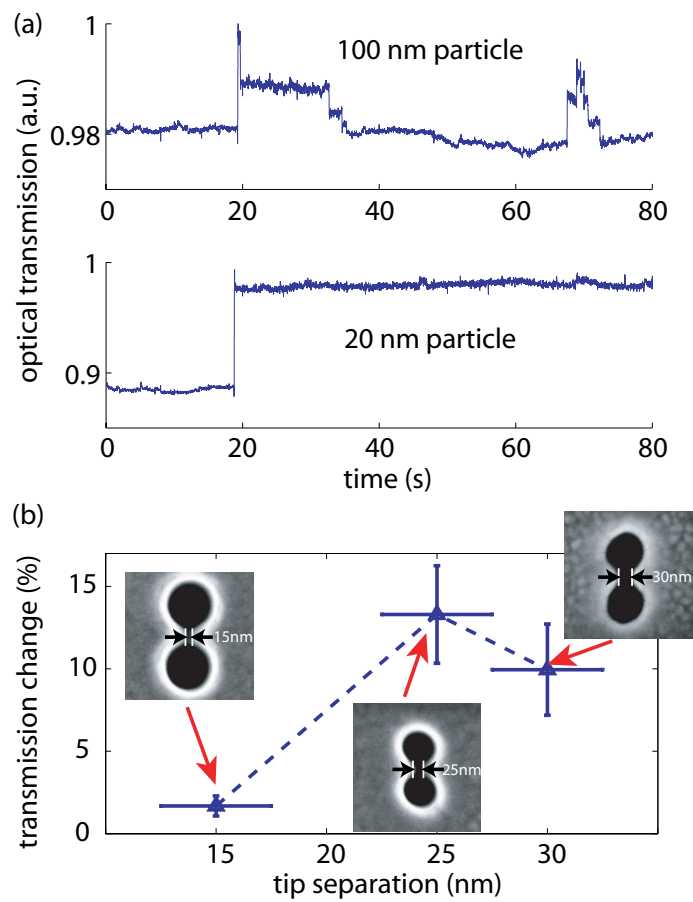 (a)
optical transmission (a.u.)
1
0.98
100 nm particle
0 20 40 60 80
1
0.9
20 nm particle
0 20 40 60 80
time (s)
(b)
transmission change (%)
15
10
5
0
15nm
25nm
30nm
15 20 25 30
tip separation (nm)